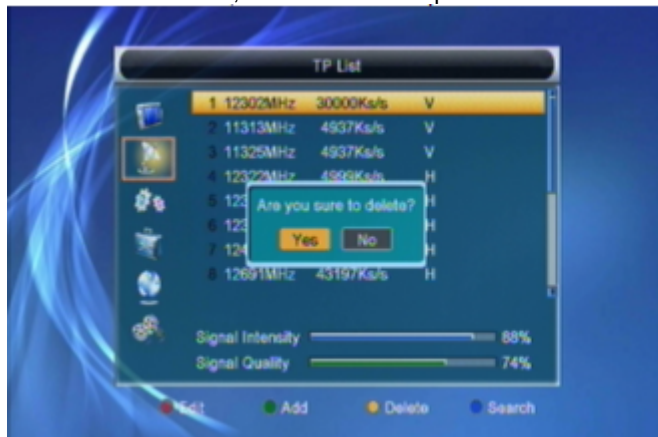 TP List
1 12302MHz 30000Ks/s V
2 11313MHz 4937Ks/s V
3 11325MHz 4937Ks/s V
4 12322MHz 4999Ks/s H
5 H
6 H
7 H
8 12691MHz 43197Ks/s H
Are you sure to delete?
Yes No
Signal Intensity 88%
Signal Quality 74%
Edit Add Delete Search